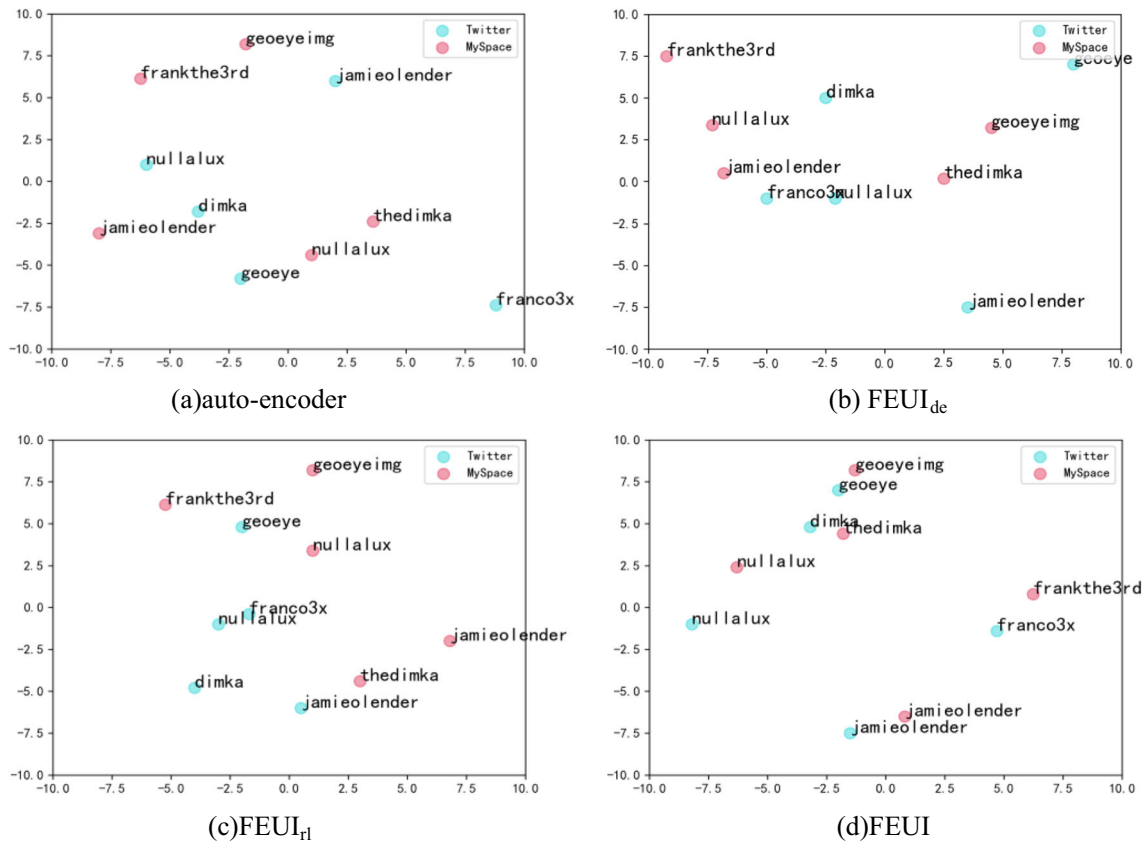 10.0
7.5
5.0
2.5
0.0
-2.5
-5.0
-7.5
-10.0
-10.0 -7.5 -5.0 -2.5 0.0 2.5 5.0 7.5 10.0
Twitter
MySpace
geoeyeimg
frankthe3rd
jamieolender
nullalux
dimka
jamieolender
thedimka
nullalux
geoeye
franco3x
(a)auto-encoder
10.0
7.5
5.0
2.5
0.0
-2.5
-5.0
-7.5
-10.0
-10.0 -7.5 -5.0 -2.5 0.0 2.5 5.0 7.5 10.0
Twitter
MySpace
frankthe3rd
geoeye
dimka
nullalux
geoeyeimg
jamieolender
thedimka
franco3x
nullalux
jamieolender
(b) FEUIde
10.0
7.5
5.0
2.5
0.0
-2.5
-5.0
-7.5
-10.0
-10.0 -7.5 -5.0 -2.5 0.0 2.5 5.0 7.5 10.0
Twitter
MySpace
geoeyeimg
frankthe3rd
geoeye
nullalux
franco3x
nullalux
jamieolender
thedimka
dimka
jamieolender
(c)FEUIrl
10.0
7.5
5.0
2.5
0.0
-2.5
-5.0
-7.5
-10.0
-10.0 -7.5 -5.0 -2.5 0.0 2.5 5.0 7.5 10.0
Twitter
MySpace
geoeyeimg
geoeye
dimka
thedimka
nullalux
frankthe3rd
nullalux
franco3x
jamieolender
jamieolender
(d)FEUI